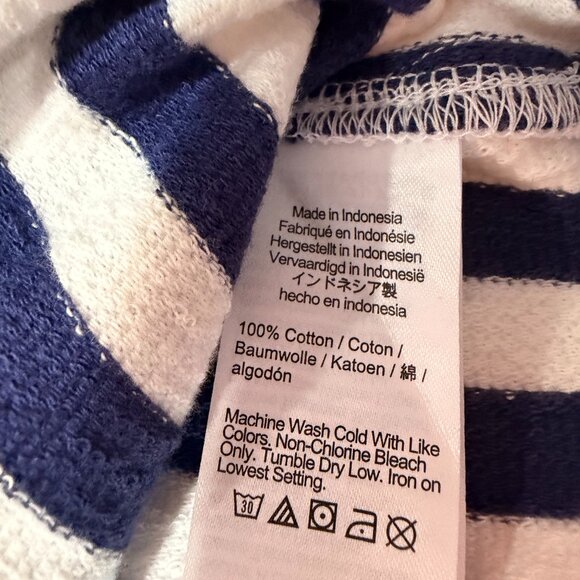 Made in Indonesia
Fabriqué en Indonésie
Hergestellt in Indonesien
Vervaardigd in Indonesië
インドネシア製
hecho en indonesia
100% Cotton / Coton /
Baumwolle / Katoen / 綿 /
algodón
Machine Wash Cold With Like
Colors. Non-Chlorine Bleach
Only. Tumble Dry Low. Iron on
Lowest Setting.
30